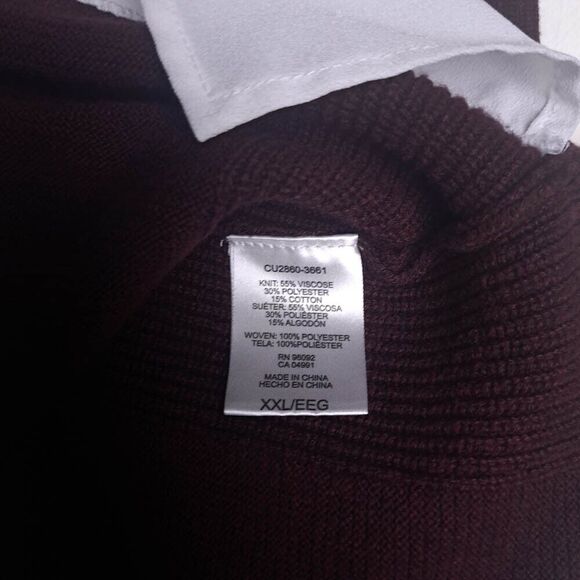 CU2860-3661
KNIT: 55% VISCOSE
30% POLYESTER
15% COTTON
SUÉTER: 55% VISCOSA
30% POLIÉSTER
15% ALGODÓN
WOVEN: 100% POLYESTER
TELA: 100%POLIÉSTER
RN 96092
CA 04991
MADE IN CHINA
HECHO EN CHINA
XXL/EEG